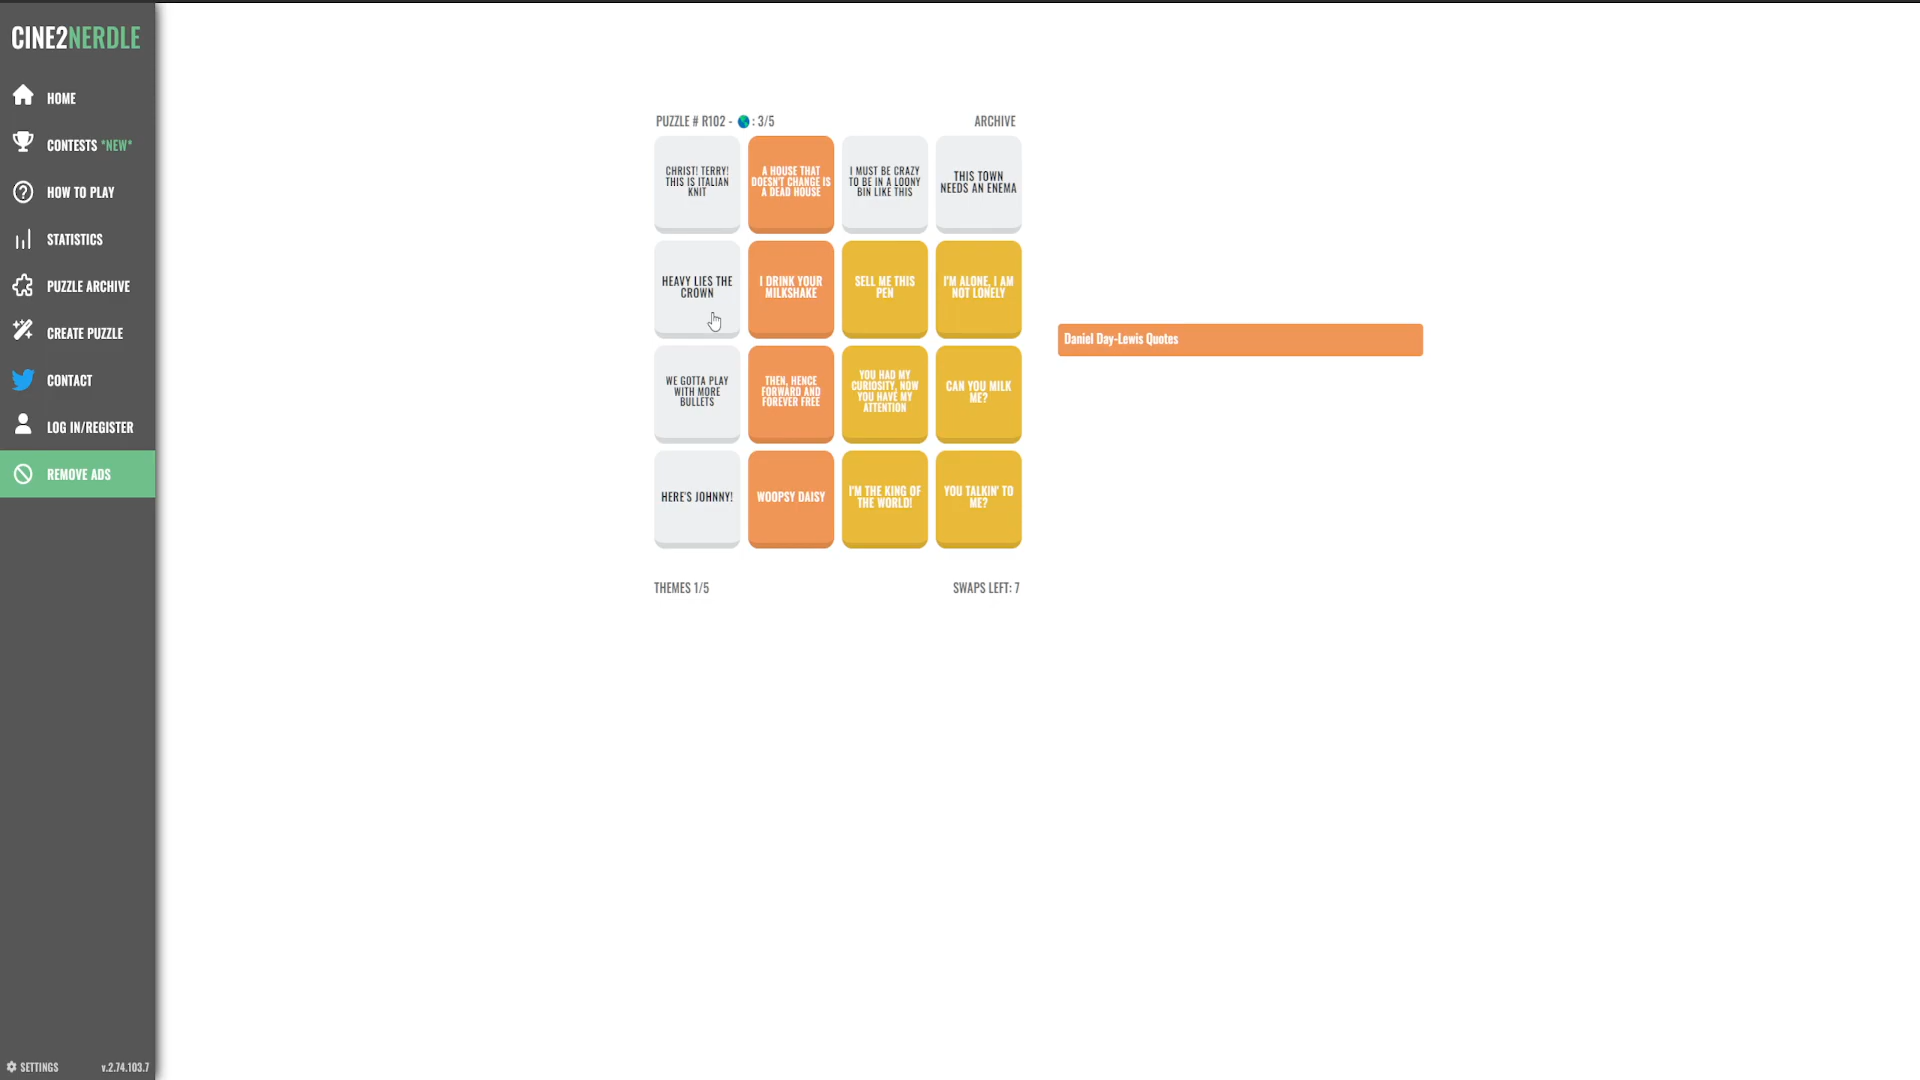 CINE2NERDLE
HOME
CONTESTS *NEW*
HOW TO PLAY
STATISTICS
PUZZLE ARCHIVE
CREATE PUZZLE
CONTACT
LOG IN/REGISTER
REMOVE ADS
SETTINGS
v.2.74.103.7
PUZZLE # R102 - : 3/5
ARCHIVE
CHRIST! TERRY!
THIS IS ITALIAN
KNIT
A HOUSE THAT
DOESN'T CHANGE IS
A DEAD HOUSE
I MUST BE CRAZY
TO BE IN A LOONY
BIN LIKE THIS
THIS TOWN
NEEDS AN ENEMA
HEAVY LIES THE
CROWN
I DRINK YOUR
MILKSHAKE
SELL ME THIS
PEN
I'M ALONE, I AM
NOT LONELY
WE GOTTA PLAY
WITH MORE
BULLETS
THEN, HENCE
FORWARD AND
FOREVER FREE
YOU HAD MY
CURIOSITY, NOW
YOU HAVE MY
ATTENTION
CAN YOU MILK
ME?
HERE'S JOHNNY!
WOOPSY DAISY
I'M THE KING OF
THE WORLD!
YOU TALKIN' TO
ME?
THEMES 1/5
SWAPS LEFT: 7
Daniel Day-Lewis Quotes